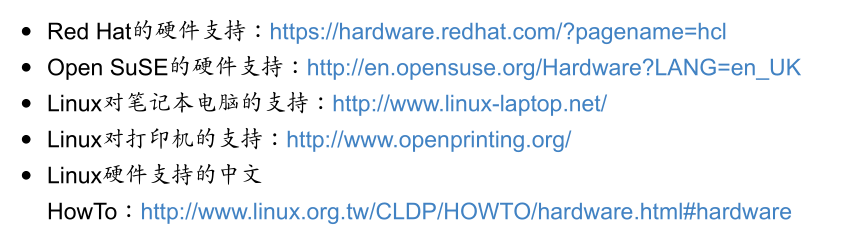 • Red Hat的硬件支持：https://hardware.redhat.com/?pagename=hcl
• Open SuSE的硬件支持：http://en.opensuse.org/Hardware?LANG=en_UK
• Linux对笔记本电脑的支持：http://www.linux-laptop.net/
• Linux对打印机的支持：http://www.openprinting.org/
• Linux硬件支持的中文
HowTo：http://www.linux.org.tw/CLDP/HOWTO/hardware.html#hardware